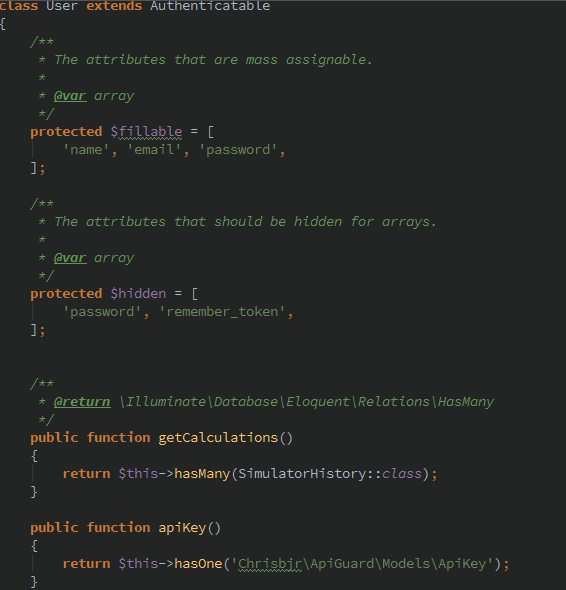 class User extends Authenticatable
{
/**
* The attributes that are mass assignable.
*
* @var array
*/
protected $fillable = [
'name', 'email', 'password',
];
/**
* The attributes that should be hidden for arrays.
*
* @var array
*/
protected $hidden = [
'password', 'remember_token',
];
/**
* @return \Illuminate\Database\Eloquent\Relations\HasMany
*/
public function getCalculations()
{
return $this->hasMany(SimulatorHistory::class);
}
public function apiKey()
{
return $this->hasOne('Chrisbjr\ApiGuard\Models\ApiKey');
}